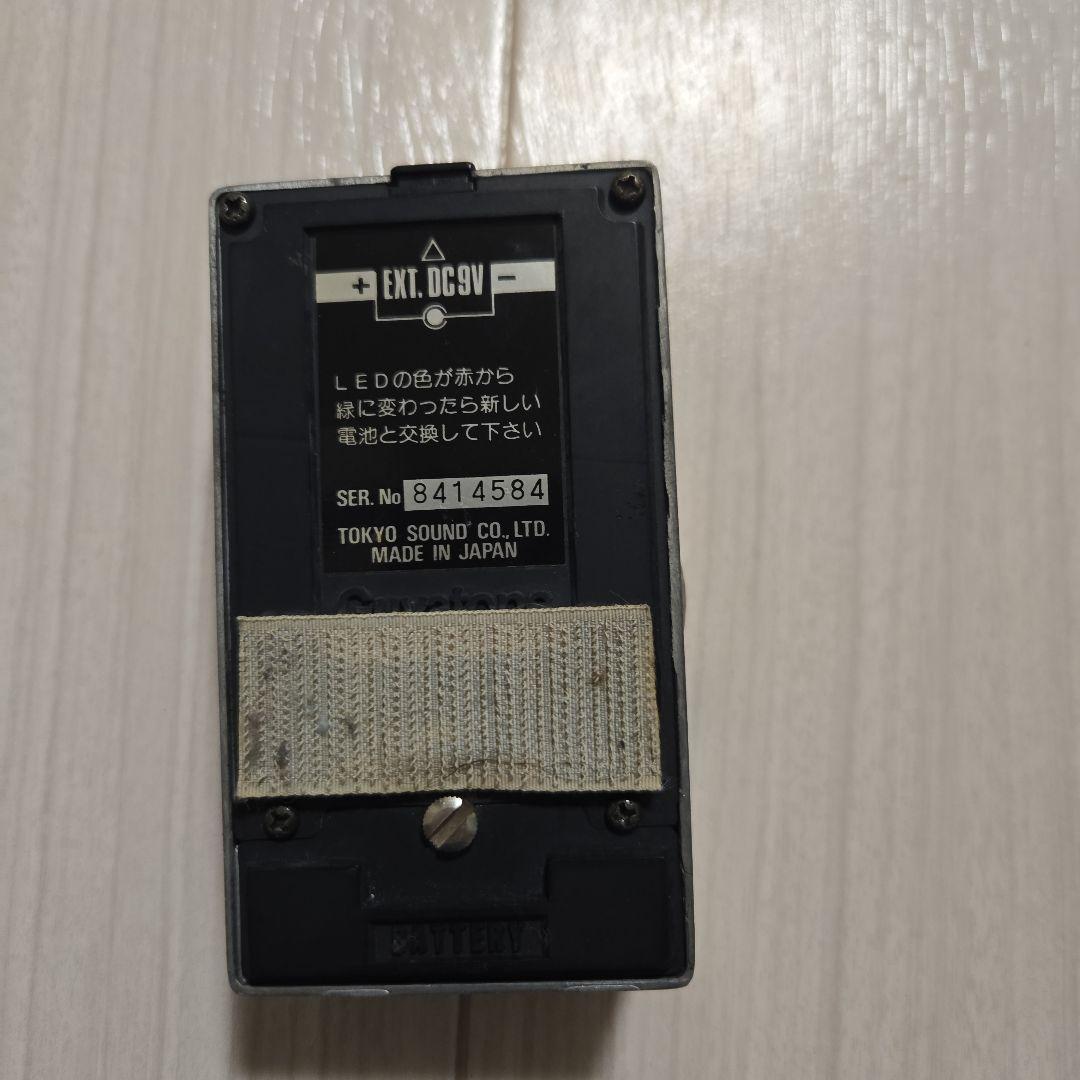 + EXT. DC9V -
LEDの色が赤から
緑に変わったら新しい
電池と交換して下さい
SER. No 8414584
TOKYO SOUND CO., LTD.
MADE IN JAPAN
BATTERY